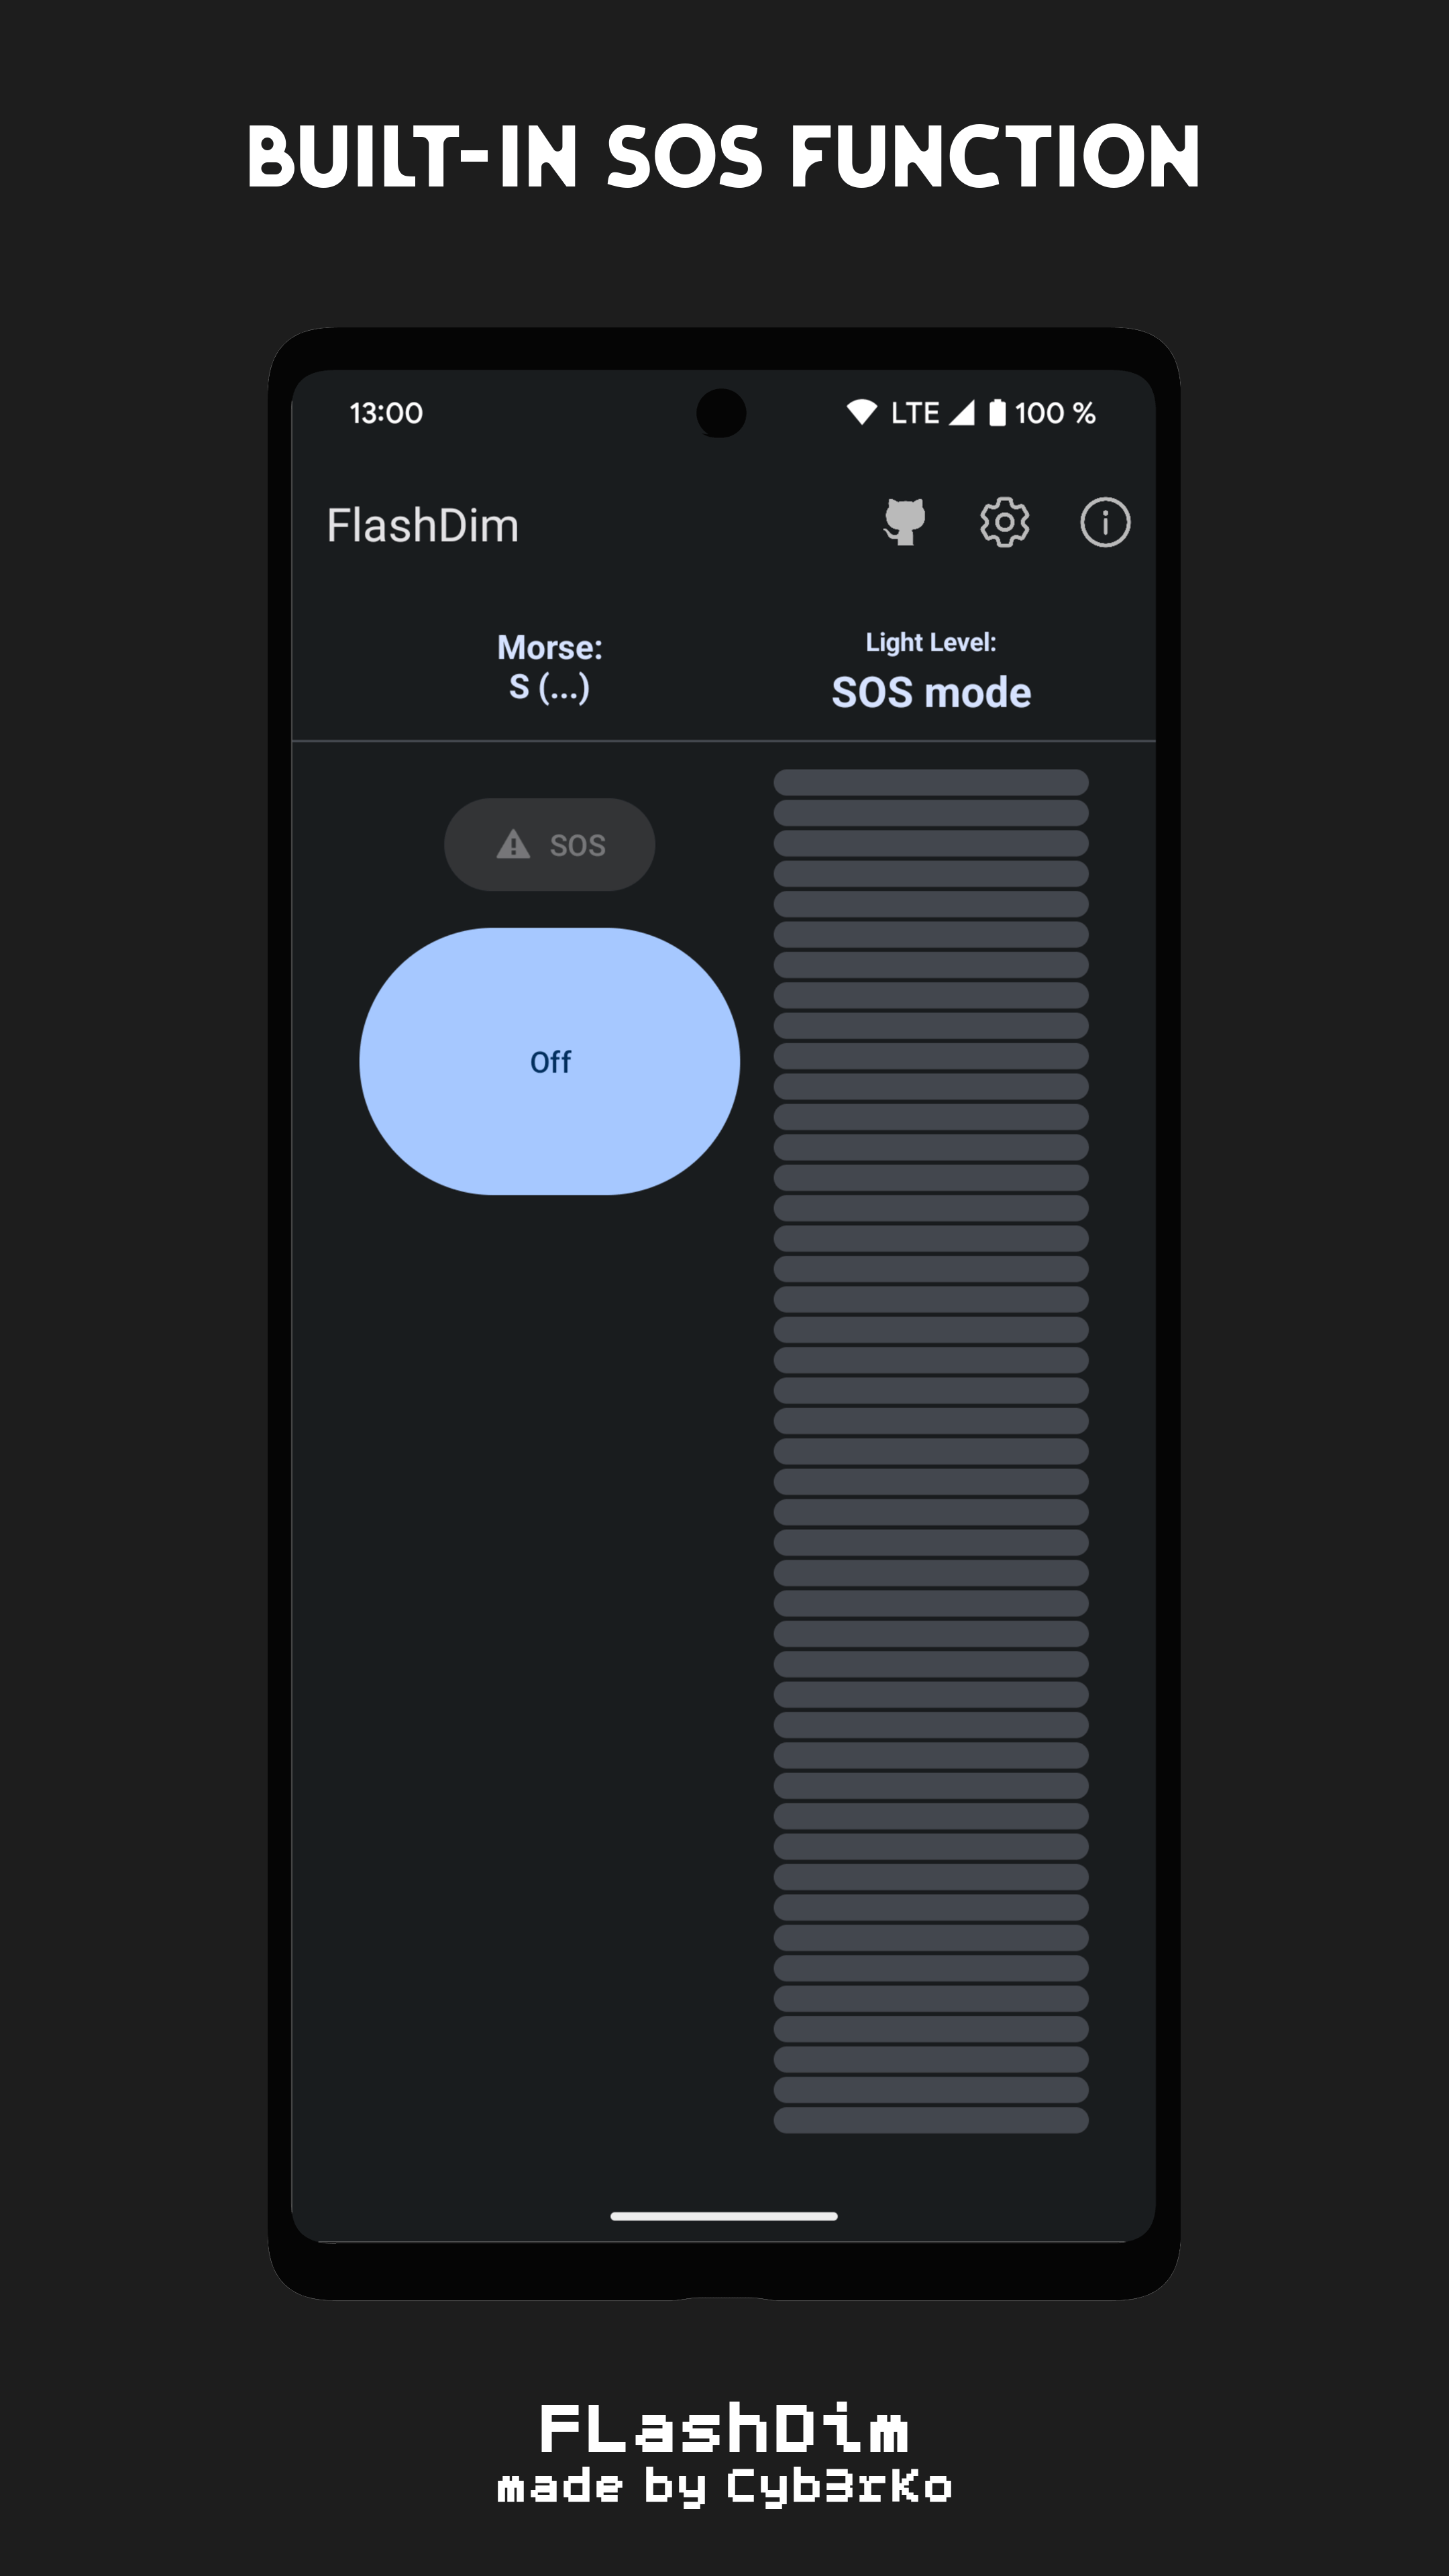 BUILT-IN SOS FUNCTION
13:00
LTE 100 %
FlashDim
Morse:
S (...)
Light Level:
SOS mode
SOS
Off
FLashDim
made by Cyb3rKo